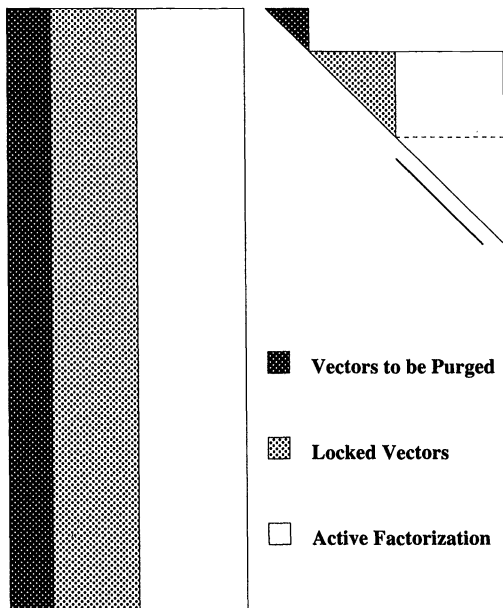 Vectors to be Purged
Locked Vectors
Active Factorization